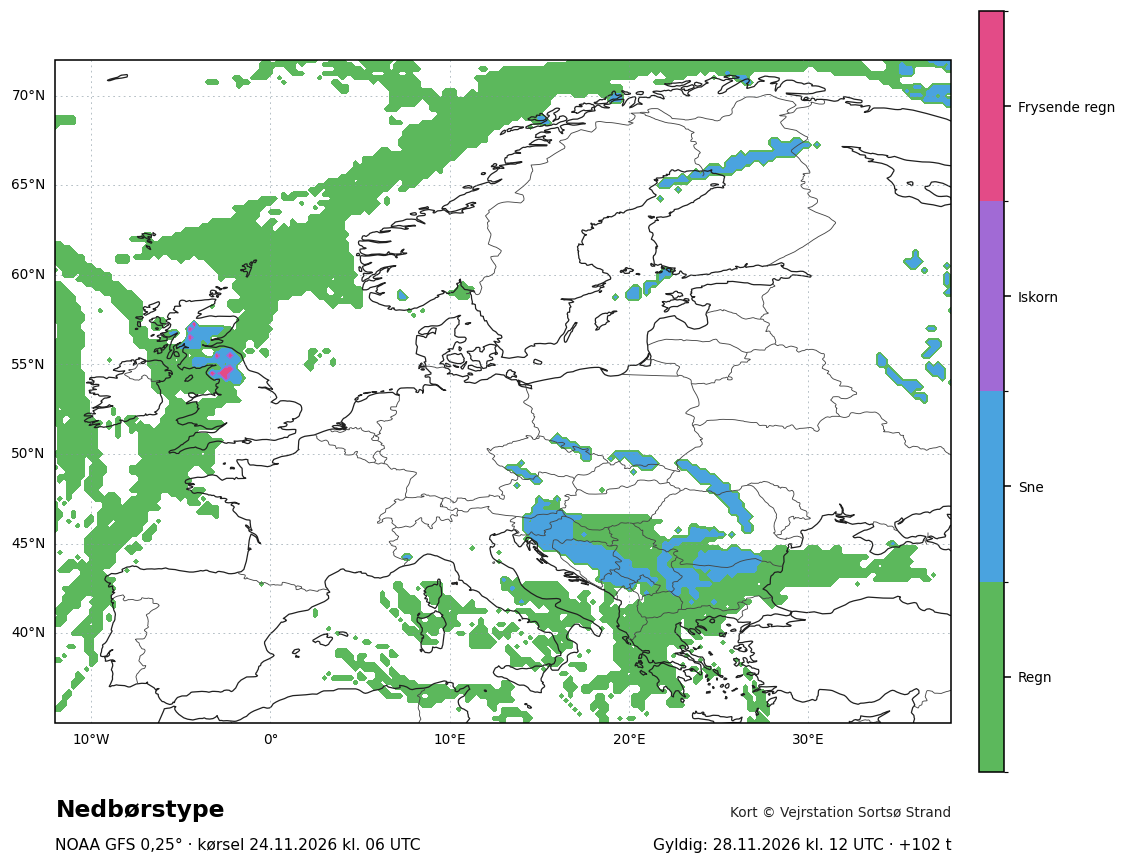 70°N
65°N
60°N
55°N
50°N
45°N
40°N
10°W
0°
10°E
20°E
30°E
Frysende regn
Iskorn
Sne
Regn
Nedbørstype
Kort © Vejrstation Sortsø Strand
NOAA GFS 0,25° · kørsel 24.11.2026 kl. 06 UTC
Gyldig: 28.11.2026 kl. 12 UTC · +102 t